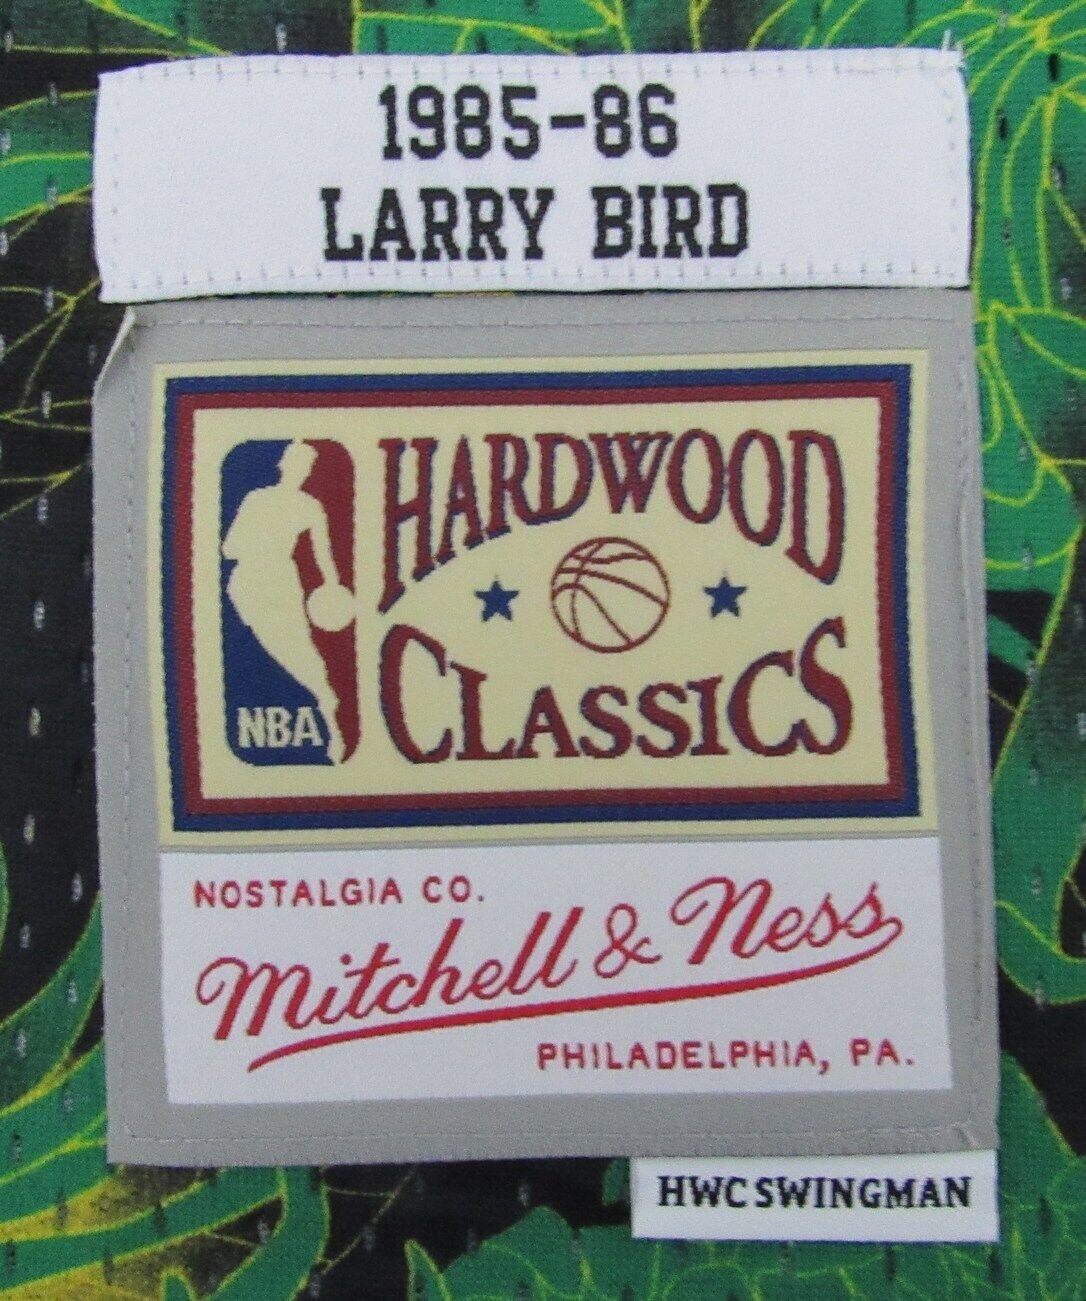 1985-86
LARRY BIRD
HARDWOOD
CLASSICS
NBA
NOSTALGIA CO.
Mitchell & Ness
PHILADELPHIA, PA.
HWC SWINGMAN